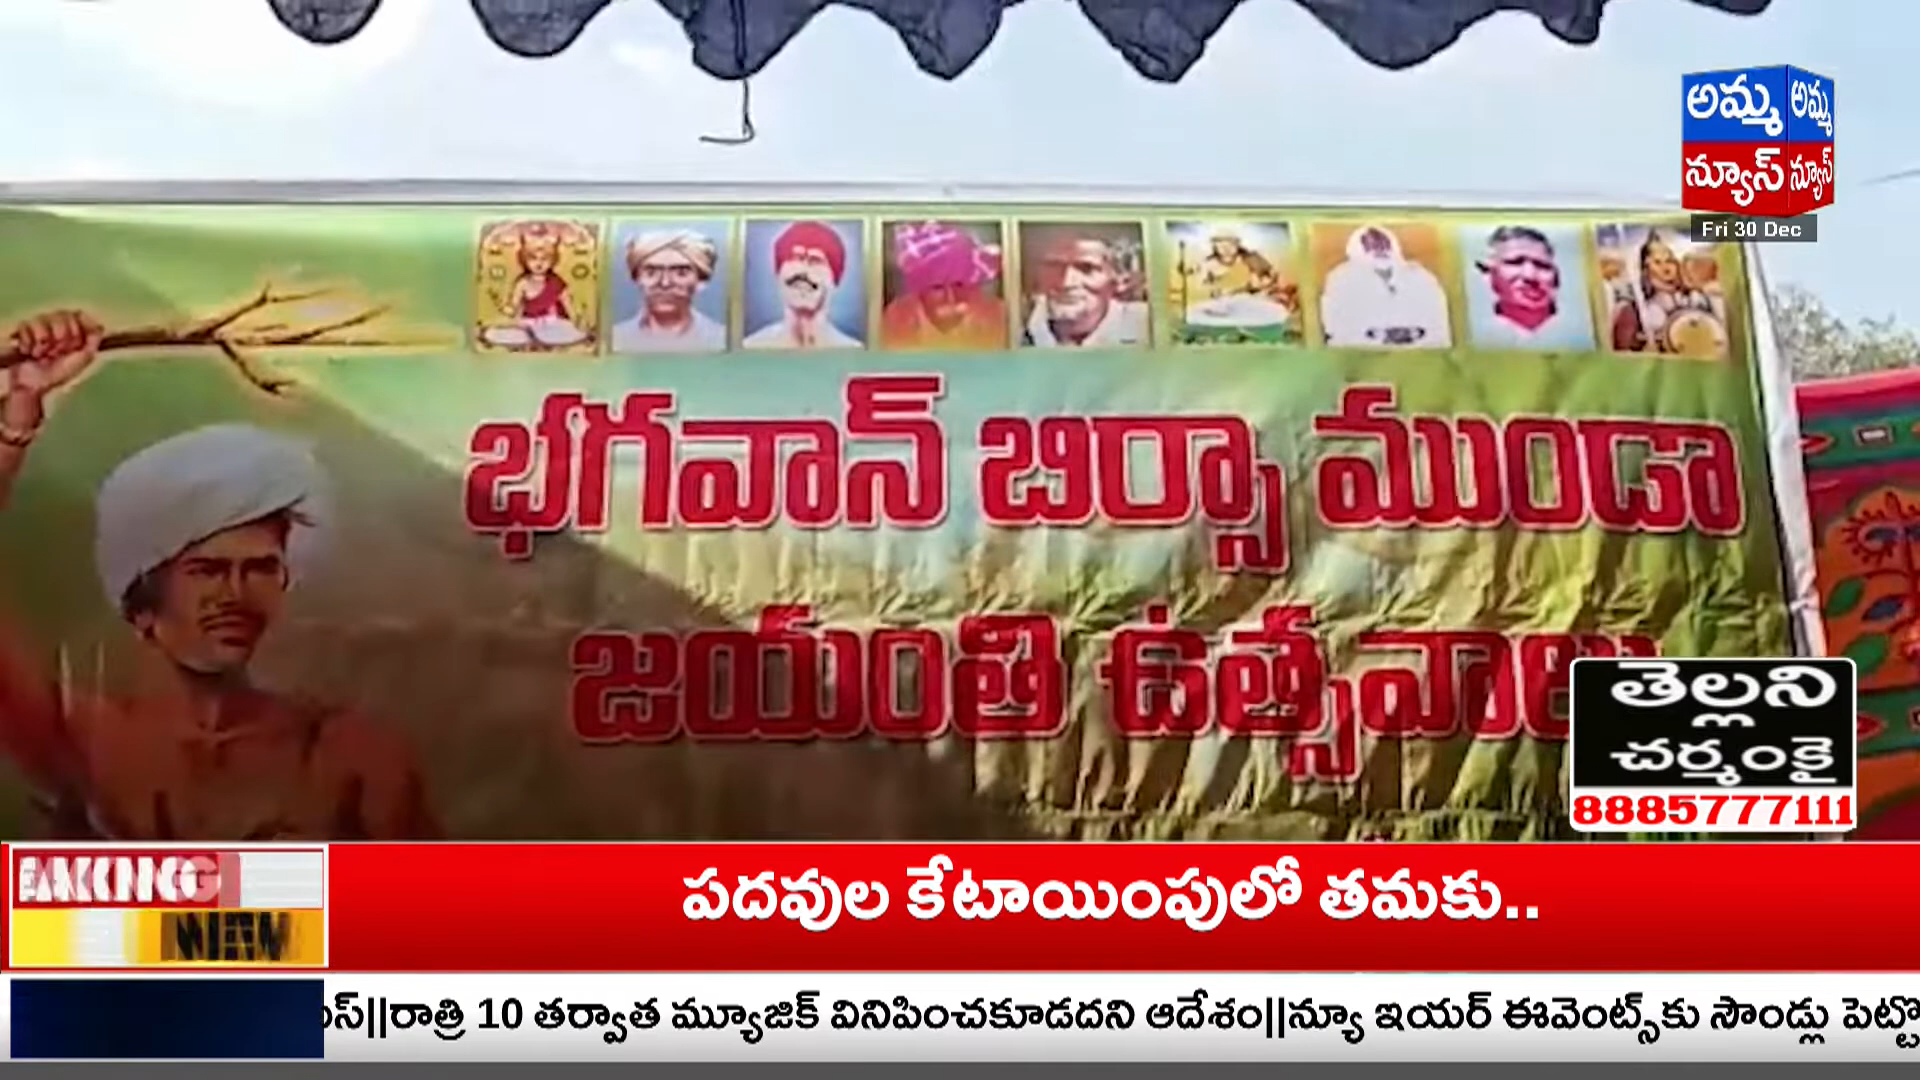 అమ్మ అమ్మ
న్యూస్ న్యూస్
Fri 30 Dec
భగవాన్ బిర్సా ముండా
జయంతి ఉత్సవాలు
తెల్లని
చర్మంకై
8885777111
పదవుల కేటాయింపులో తమకు..
||రాత్రి 10 తర్వాత మ్యూజిక్ వినిపించకూడదని ఆదేశం||న్యూ ఇయర్ ఈవెంట్స్‌కు సౌండ్లు